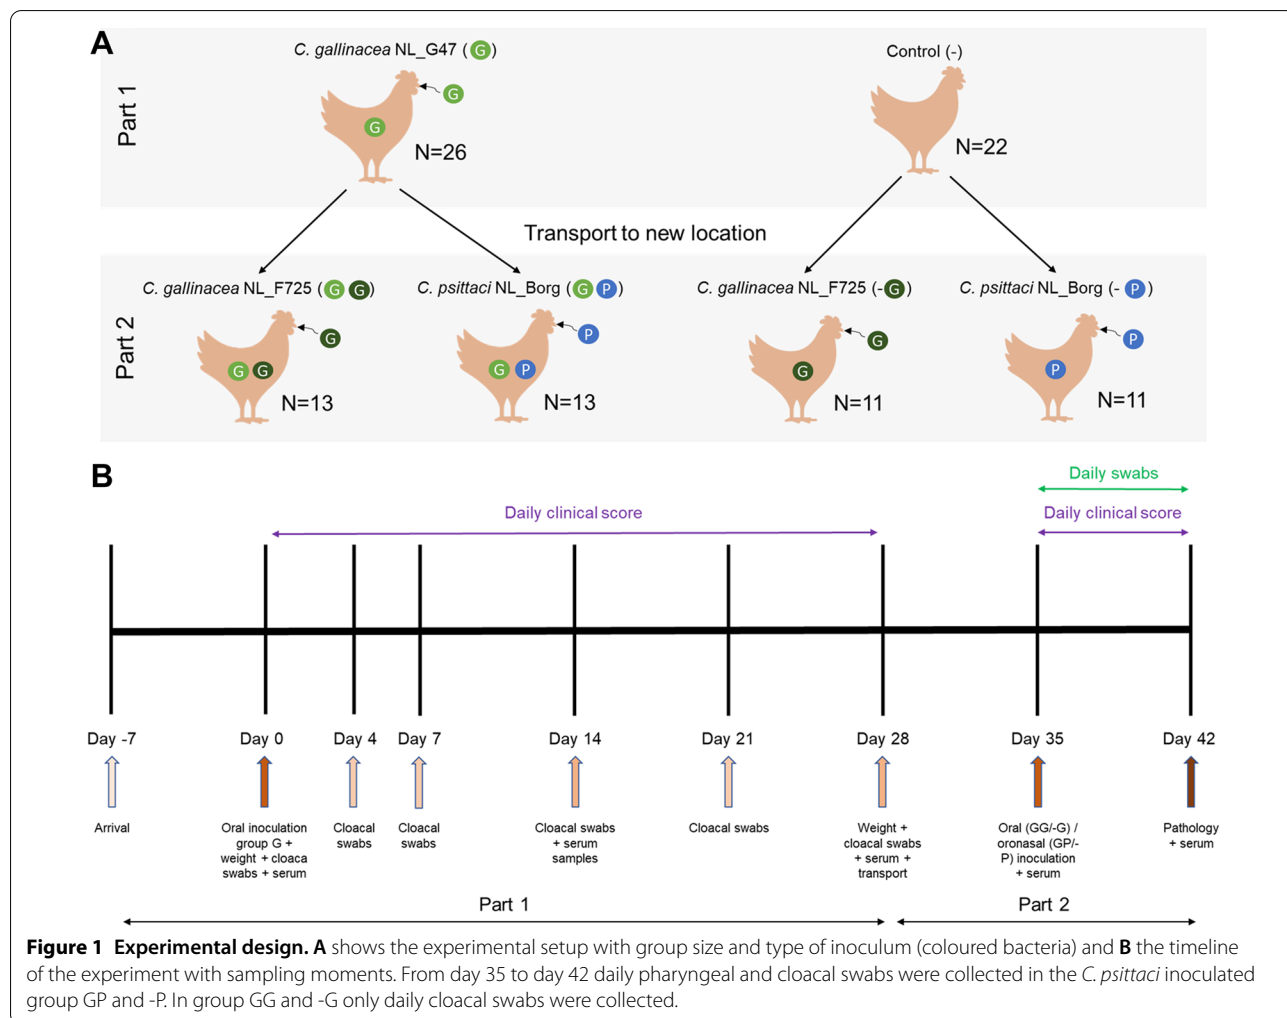 A
C. gallinacea NL_G47 ( G )
Control (-)
Part 1
G
G
N=26
N=22
Transport to new location
C. gallinacea NL_F725 ( G G )
C. psittaci NL_Borg ( G P )
C. gallinacea NL_F725 (- G )
C. psittaci NL_Borg (- P )
Part 2
G
P
G
P
G G
G P
G
P
N=13
N=13
N=11
N=11
B
Daily swabs
Daily clinical score
Daily clinical score
Day -7
Day 0
Day 4
Day 7
Day 14
Day 21
Day 28
Day 35
Day 42
Arrival
Oral inoculation
group G +
weight + cloaca
swabs + serum
Cloacal
swabs
Cloacal
swabs
Cloacal swabs
+ serum
samples
Cloacal swabs
Weight +
cloacal swabs
+ serum +
transport
Oral (GG/-G) /
oronasal (GP/-
P) inoculation
+ serum
Pathology
+ serum
Part 1
Part 2
Figure 1 Experimental design. A shows the experimental setup with group size and type of inoculum (coloured bacteria) and B the timeline
of the experiment with sampling moments. From day 35 to day 42 daily pharyngeal and cloacal swabs were collected in the C. psittaci inoculated
group GP and -P. In group GG and -G only daily cloacal swabs were collected.